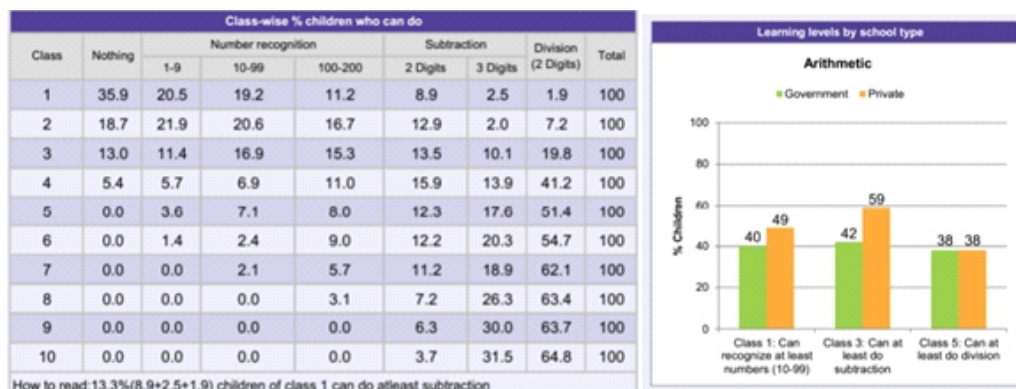 Class-wise % children who can do
Class Nothing Number recognition Subtraction Division (2 Digits) Total
1-9 10-99 100-200 2 Digits 3 Digits
1 35.9 20.5 19.2 11.2 8.9 2.5 1.9 100
2 18.7 21.9 20.6 16.7 12.9 2.0 7.2 100
3 13.0 11.4 16.9 15.3 13.5 10.1 19.8 100
4 5.4 5.7 6.9 11.0 15.9 13.9 41.2 100
5 0.0 3.6 7.1 8.0 12.3 17.6 51.4 100
6 0.0 1.4 2.4 9.0 12.2 20.3 54.7 100
7 0.0 0.0 2.1 5.7 11.2 18.9 62.1 100
8 0.0 0.0 0.0 3.1 7.2 26.3 63.4 100
9 0.0 0.0 0.0 0.0 6.3 30.0 63.7 100
10 0.0 0.0 0.0 0.0 3.7 31.5 64.8 100
How to read:13.3%(8.9+2.5+1.9) children of class 1 can do atleast subtraction
Learning levels by school type
Arithmetic
Government Private
100
80
60
40
20
0
% Children
40 49 42 59 38 38
Class 1: Can
recognize at least
numbers (10-99)
Class 3: Can at
least do
subtraction
Class 5: Can at
least do division